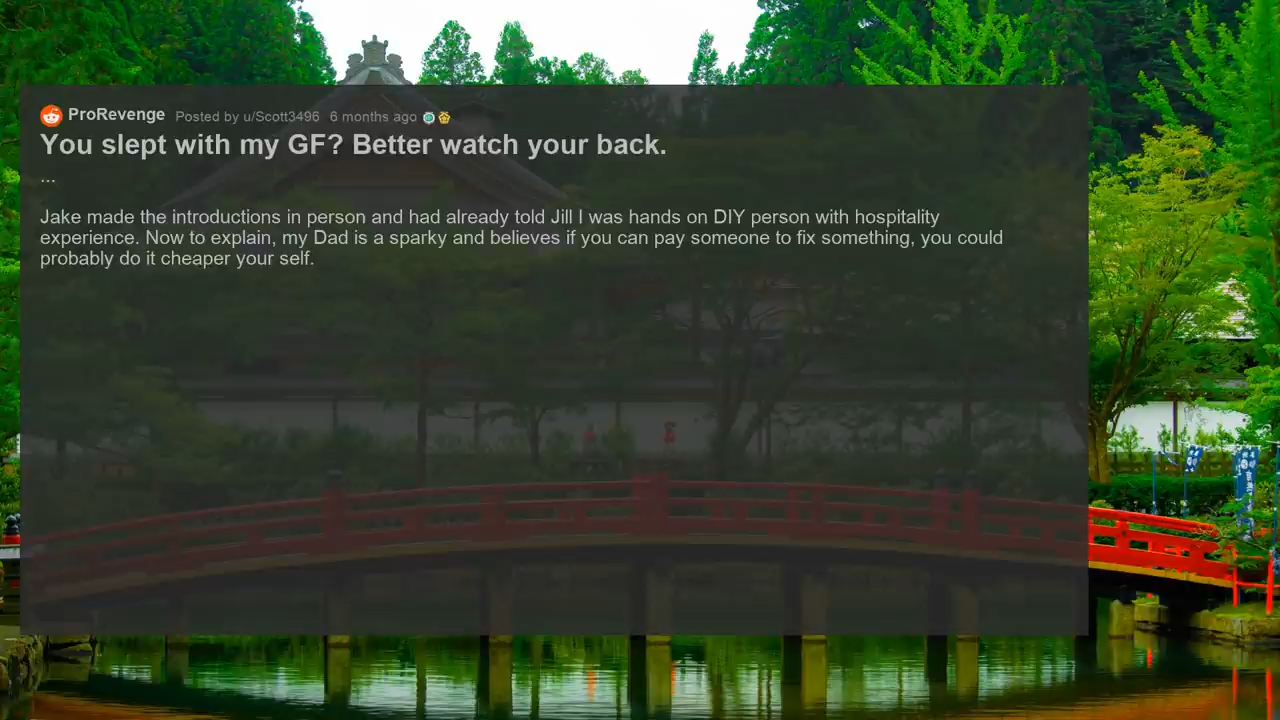 ProRevenge Posted by u/Scott3496 6 months ago
You slept with my GF? Better watch your back.
...
Jake made the introductions in person and had already told Jill I was hands on DIY person with hospitality
experience. Now to explain, my Dad is a sparky and believes if you can pay someone to fix something, you could
probably do it cheaper your self.